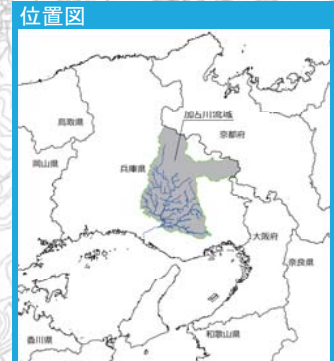 位置図
鳥取県
加古川流域
京都府
岡山県
兵庫県
大阪府
奈良県
香川県
和歌山県